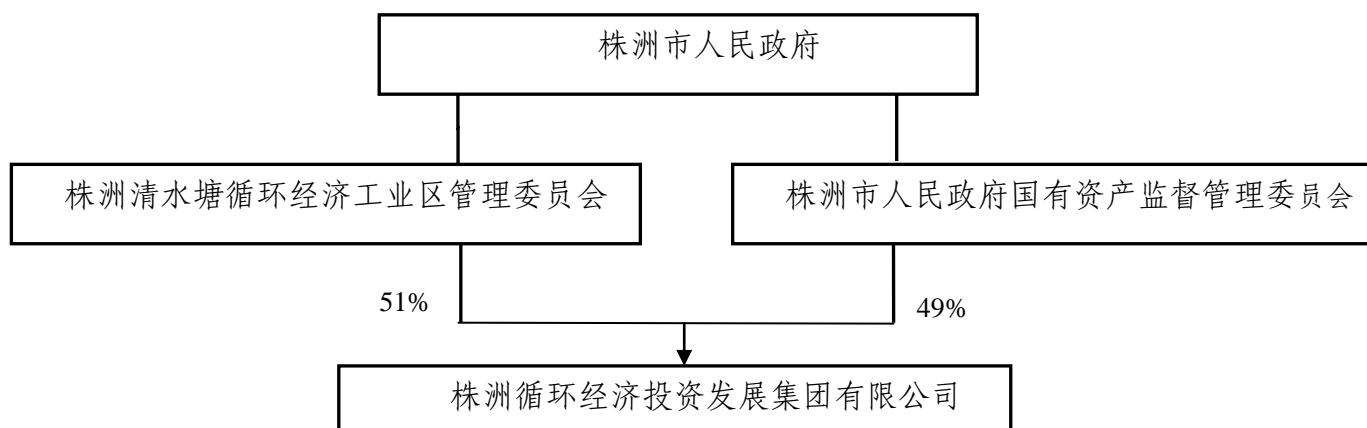 株洲市人民政府
株洲清水塘循环经济工业区管理委员会
株洲市人民政府国有资产监督管理委员会
51%
49%
株洲循环经济投资发展集团有限公司